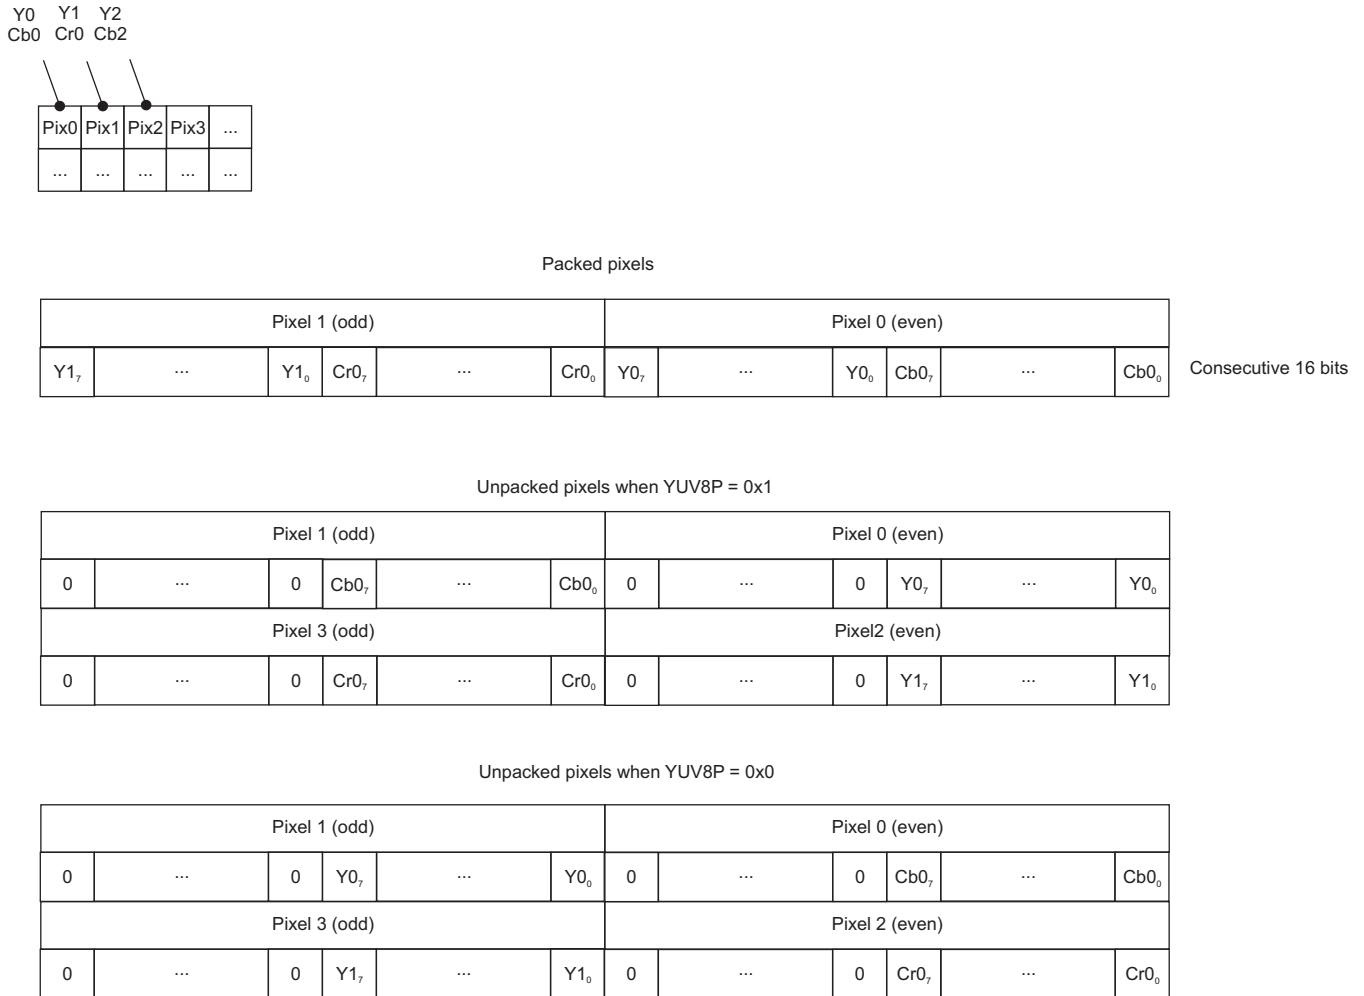 Y0 Y1 Y2
Cb0 Cr0 Cb2
Pix0 Pix1 Pix2 Pix3 ...
... ... ... ... ...
Packed pixels
Pixel 1 (odd) Pixel 0 (even)
Y1₇ ... Y1₀ Cr0₇ ... Cr0₀ Y0₇ ... Y0₀ Cb0₇ ... Cb0₀ Consecutive 16 bits
Unpacked pixels when YUV8P = 0x1
Pixel 1 (odd) Pixel 0 (even)
0 ... 0 Cb0₇ ... Cb0₀ 0 ... 0 Y0₇ ... Y0₀
Pixel 3 (odd) Pixel2 (even)
0 ... 0 Cr0₇ ... Cr0₀ 0 ... 0 Y1₇ ... Y1₀
Unpacked pixels when YUV8P = 0x0
Pixel 1 (odd) Pixel 0 (even)
0 ... 0 Y0₇ ... Y0₀ 0 ... 0 Cb0₇ ... Cb0₀
Pixel 3 (odd) Pixel 2 (even)
0 ... 0 Y1₇ ... Y1₀ 0 ... 0 Cr0₇ ... Cr0₀